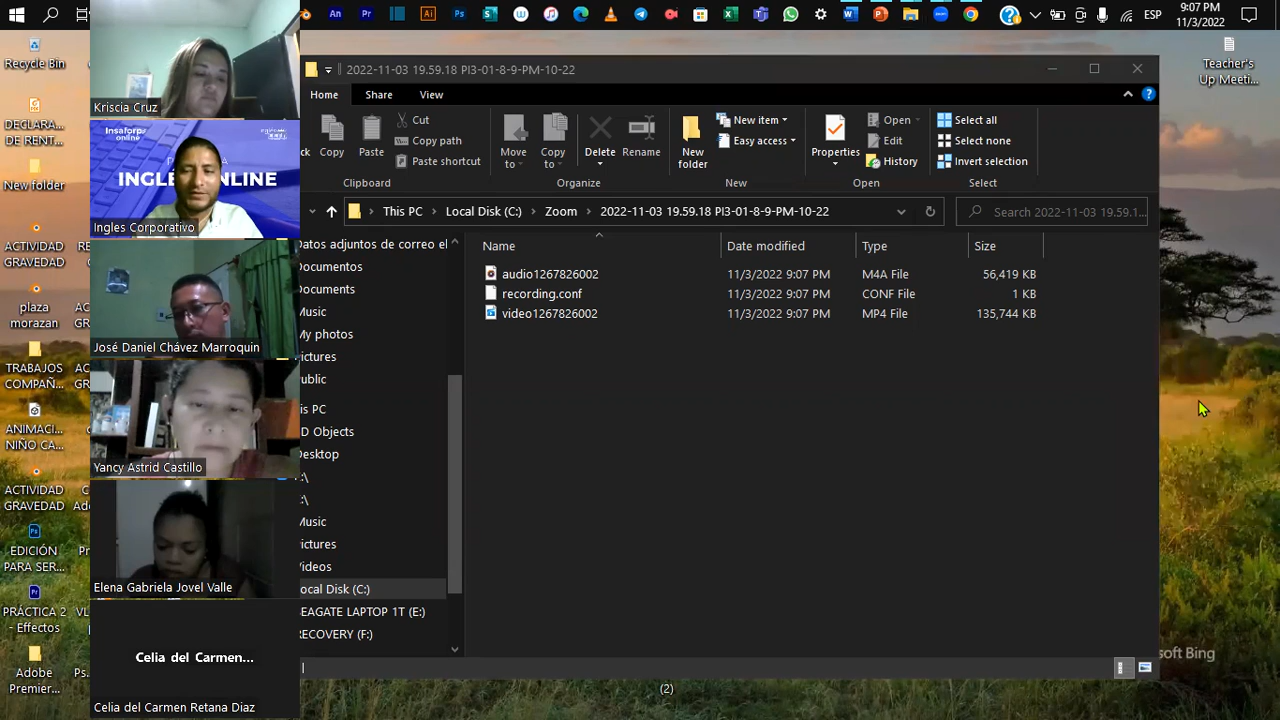 An
Pr
Ai
Ps
S
ESP
9:07 PM
11/3/2022
Recycle Bin
DECLARA...
DE RENT...
New folder
ACTIVIDAD
GRAVEDAD
plaza
morazan
TRABAJOS
COMPAÑ...
ANIMACI...
NIÑO CA...
ACTIVIDAD
GRAVEDAD
EDICIÓN
PARA SER...
PRÁCTICA 2
- Efectos
Adobe
Premier...
Kriscia Cruz
Insaforp
online
INGLÉS ONLINE
Ingles Corporativo
José Daniel Chávez Marroquin
Yancy Astrid Castillo
Elena Gabriela Jovel Valle
Celia del Carmen...
Celia del Carmen Retana Diaz
2022-11-03 19.59.18 PI3-01-8-9-PM-10-22
Home
Share
View
Copy
Paste
Cut
Copy path
Paste shortcut
Clipboard
Move
to
Copy
to
Delete
Rename
Organize
New
folder
New item
Easy access
New
Properties
Open
Edit
History
Open
Select all
Select none
Invert selection
Select
This PC
Local Disk (C:)
Zoom
2022-11-03 19.59.18 PI3-01-8-9-PM-10-22
Search 2022-11-03 19.59.1...
Datos adjuntos de correo el
Documentos
Documents
Music
My photos
Pictures
Public
is PC
D Objects
Desktop
:\
:\
Music
Pictures
Videos
ocal Disk (C:)
EAGATE LAPTOP 1T (E:)
RECOVERY (F:)
Name
Date modified
Type
Size
audio1267826002
11/3/2022 9:07 PM
M4A File
56,419 KB
recording.conf
11/3/2022 9:07 PM
CONF File
1 KB
video1267826002
11/3/2022 9:07 PM
MP4 File
135,744 KB
(2)
Teacher's
Up Meeti...
soft Bing